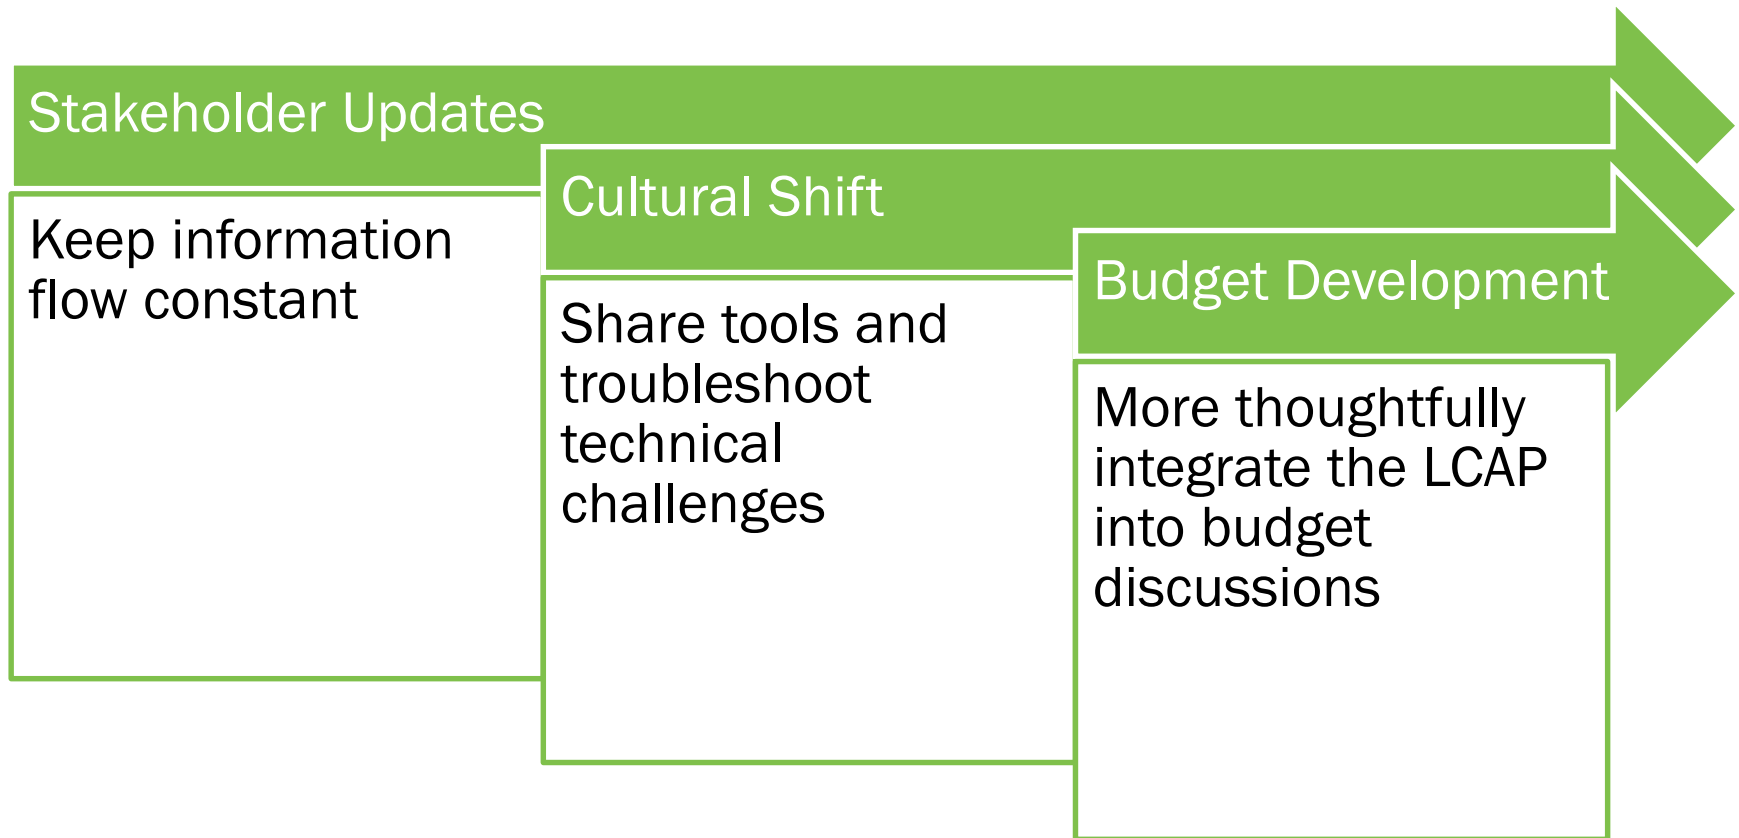 Stakeholder Updates
Keep information
flow constant
Cultural Shift
Share tools and
troubleshoot
technical
challenges
Budget Development
More thoughtfully
integrate the LCAP
into budget
discussions